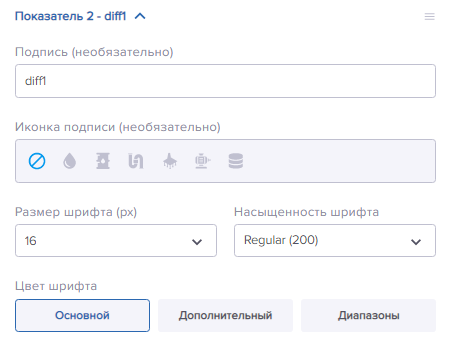 Показатель 2 - diff1
Подпись (необязательно)
diff1
Иконка подписи (необязательно)
Размер шрифта (px) Насыщенность шрифта
16 Regular (200)
Цвет шрифта
Основной Дополнительный Диапазоны